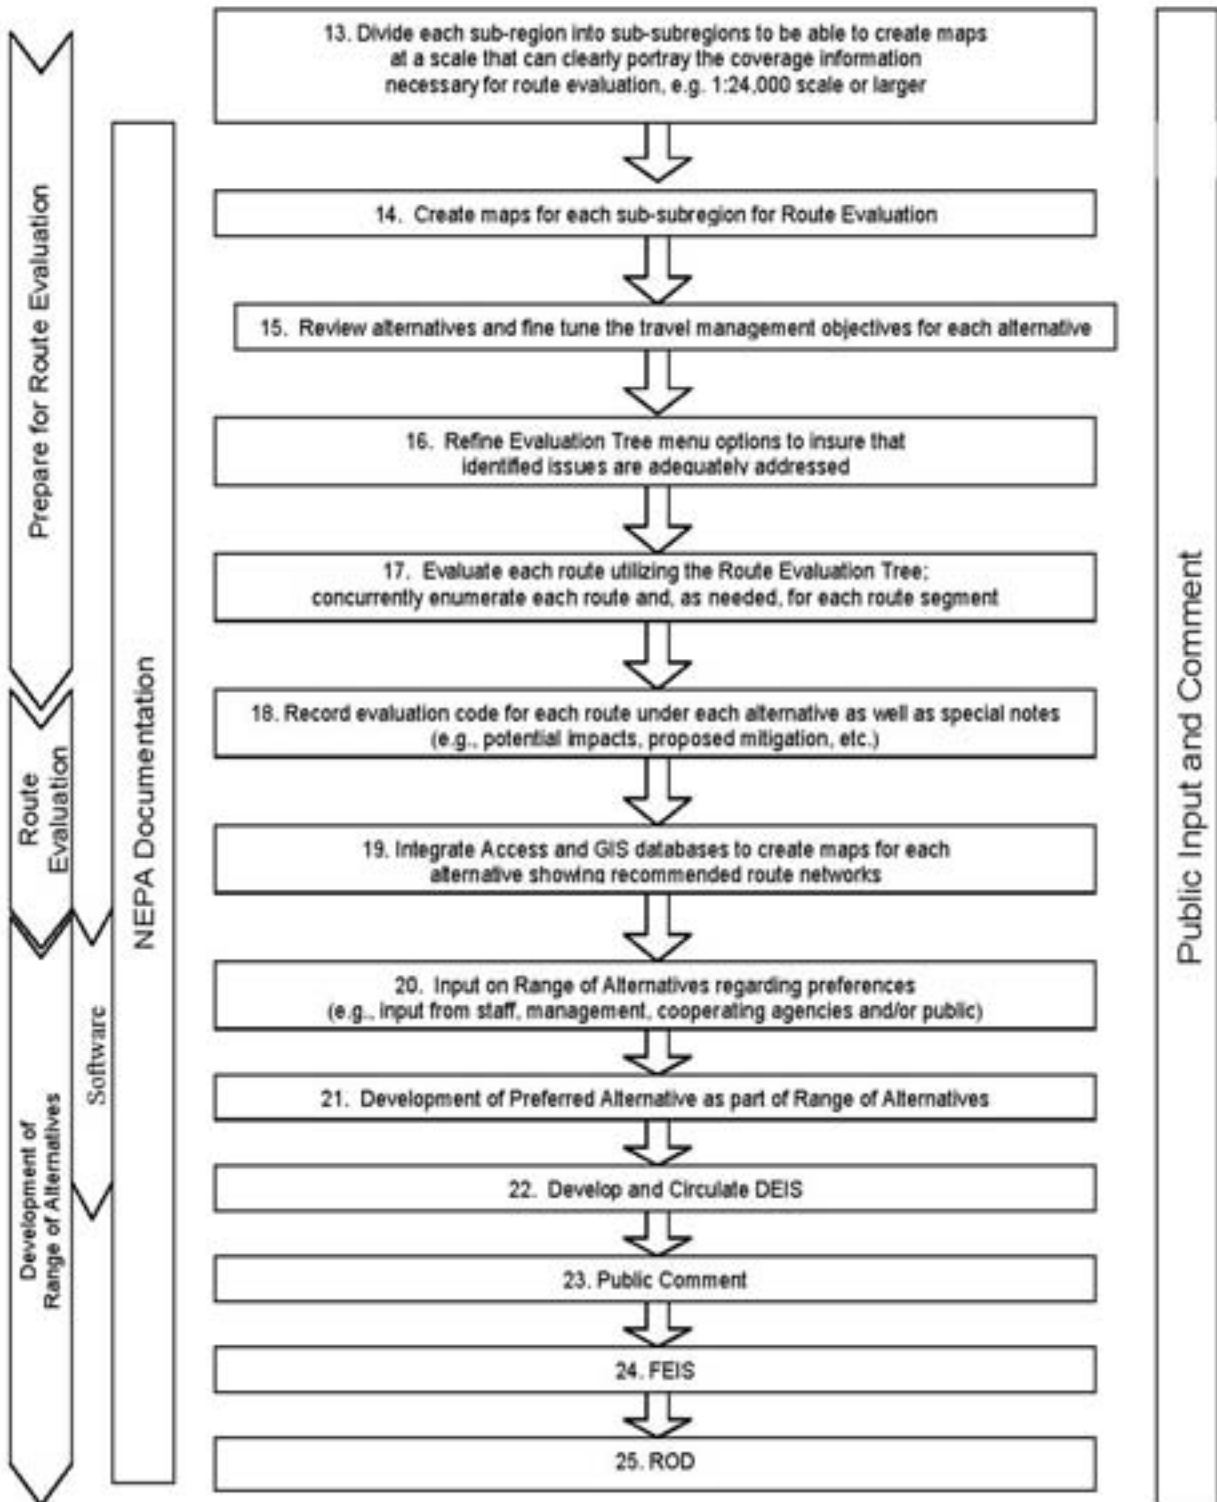 13. Divide each sub-region into sub-subregions to be able to create maps
at a scale that can clearly portray the coverage information
necessary for route evaluation, e.g. 1:24,000 scale or larger
14. Create maps for each sub-subregion for Route Evaluation
15. Review alternatives and fine tune the travel management objectives for each alternative
16. Refine Evaluation Tree menu options to insure that
identified issues are adequately addressed
17. Evaluate each route utilizing the Route Evaluation Tree;
concurrently enumerate each route and, as needed, for each route segment
18. Record evaluation code for each route under each alternative as well as special notes
(e.g., potential impacts, proposed mitigation, etc.)
19. Integrate Access and GIS databases to create maps for each
alternative showing recommended route networks
20. Input on Range of Alternatives regarding preferences
(e.g., input from staff, management, cooperating agencies and/or public)
21. Development of Preferred Alternative as part of Range of Alternatives
22. Develop and Circulate DEIS
23. Public Comment
24. FEIS
25. ROD
Prepare for Route Evaluation
Route
Evaluation
Development of
Range of Alternatives
Software
NEPA Documentation
Public Input and Comment